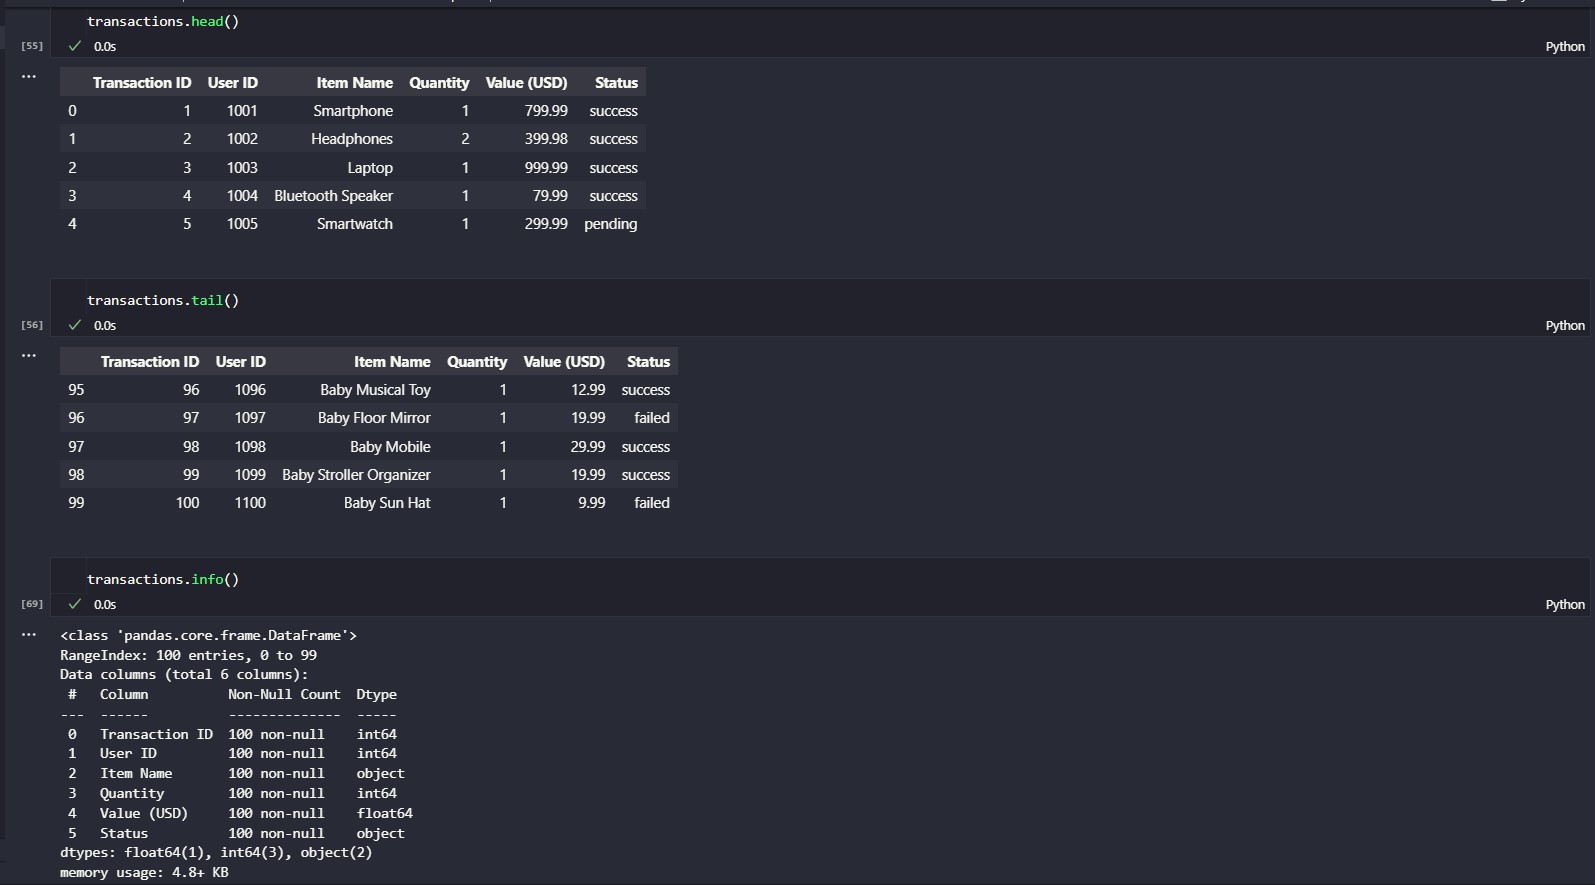 transactions.head()
[55] ✓ 0.0s Python
... Transaction ID User ID Item Name Quantity Value (USD) Status
0 1 1001 Smartphone 1 799.99 success
1 2 1002 Headphones 2 399.98 success
2 3 1003 Laptop 1 999.99 success
3 4 1004 Bluetooth Speaker 1 79.99 success
4 5 1005 Smartwatch 1 299.99 pending
transactions.tail()
[56] ✓ 0.0s Python
... Transaction ID User ID Item Name Quantity Value (USD) Status
95 96 1096 Baby Musical Toy 1 12.99 success
96 97 1097 Baby Floor Mirror 1 19.99 failed
97 98 1098 Baby Mobile 1 29.99 success
98 99 1099 Baby Stroller Organizer 1 19.99 success
99 100 1100 Baby Sun Hat 1 9.99 failed
transactions.info()
[69] ✓ 0.0s Python
... <class 'pandas.core.frame.DataFrame'>
RangeIndex: 100 entries, 0 to 99
Data columns (total 6 columns):
# Column Non-Null Count Dtype
--- ------ -------------- -----
0 Transaction ID 100 non-null int64
1 User ID 100 non-null int64
2 Item Name 100 non-null object
3 Quantity 100 non-null int64
4 Value (USD) 100 non-null float64
5 Status 100 non-null object
dtypes: float64(1), int64(3), object(2)
memory usage: 4.8+ KB